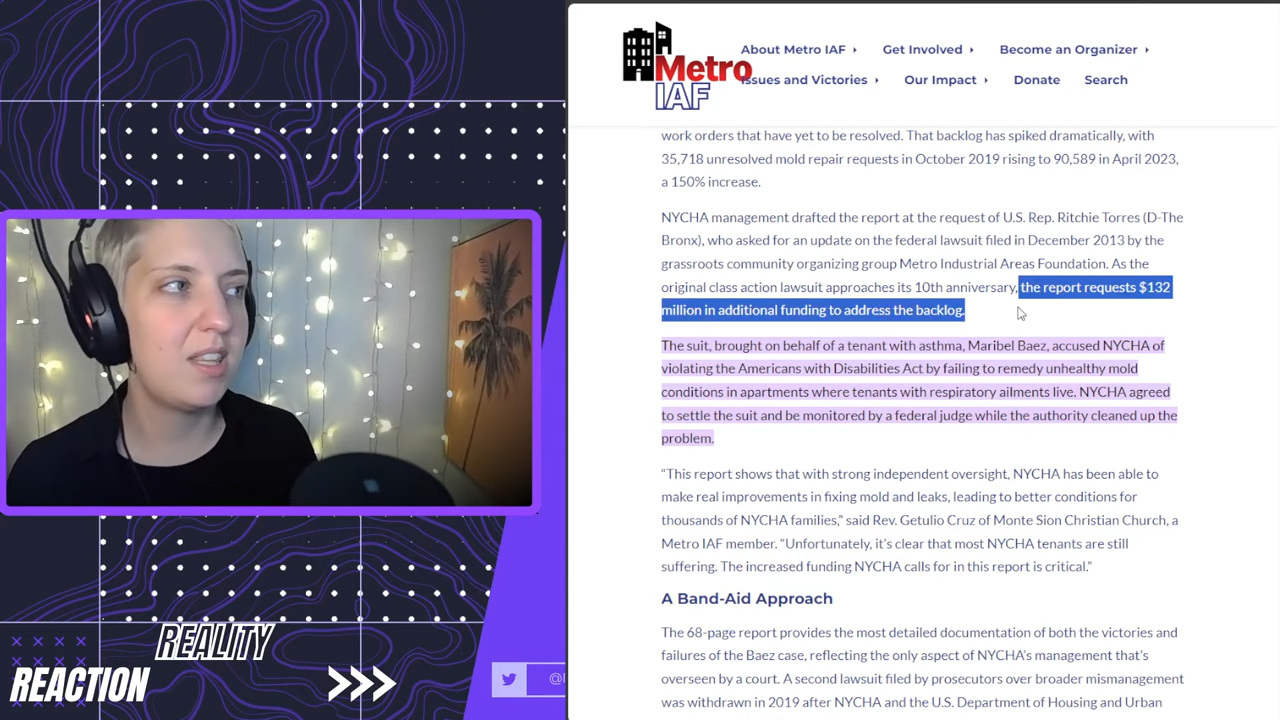 Metro
IAF
About Metro IAF
Get Involved
Become an Organizer
Issues and Victories
Our Impact
Donate
Search
work orders that have yet to be resolved. That backlog has spiked dramatically, with
35,718 unresolved mold repair requests in October 2019 rising to 90,589 in April 2023,
a 150% increase.
NYCHA management drafted the report at the request of U.S. Rep. Ritchie Torres (D-The
Bronx), who asked for an update on the federal lawsuit filed in December 2013 by the
grassroots community organizing group Metro Industrial Areas Foundation. As the
original class action lawsuit approaches its 10th anniversary, the report requests $132
million in additional funding to address the backlog.
The suit, brought on behalf of a tenant with asthma, Maribel Baez, accused NYCHA of
violating the Americans with Disabilities Act by failing to remedy unhealthy mold
conditions in apartments where tenants with respiratory ailments live. NYCHA agreed
to settle the suit and be monitored by a federal judge while the authority cleaned up the
problem.
“This report shows that with strong independent oversight, NYCHA has been able to
make real improvements in fixing mold and leaks, leading to better conditions for
thousands of NYCHA families,” said Rev. Getulio Cruz of Monte Sion Christian Church, a
Metro IAF member. “Unfortunately, it’s clear that most NYCHA tenants are still
suffering. The increased funding NYCHA calls for in this report is critical.”
A Band-Aid Approach
The 68-page report provides the most detailed documentation of both the victories and
failures of the Baez case, reflecting the only aspect of NYCHA’s management that’s
overseen by a court. A second lawsuit filed by prosecutors over broader mismanagement
was withdrawn in 2019 after NYCHA and the U.S. Department of Housing and Urban
REALITY
REACTION